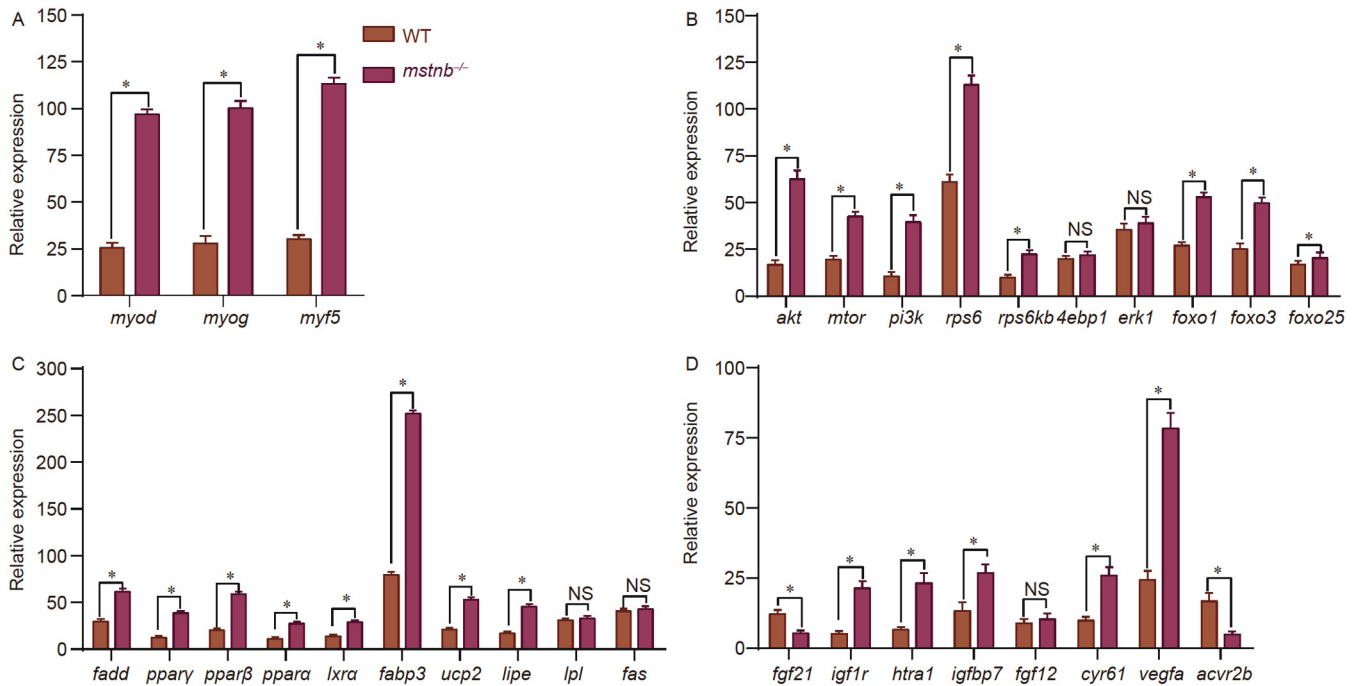 A
Relative expression
150
125
100
75
50
25
0
*
*
*
myod
myog
myf5
WT
mstnb⁻/⁻
B
Relative expression
150
125
100
75
50
25
0
*
*
*
*
*
NS
NS
*
*
*
akt
mtor
pi3k
rps6
rps6kb
4ebp1
erk1
foxo1
foxo3
foxo25
C
Relative expression
300
250
200
150
100
50
0
*
*
*
*
*
*
*
*
NS
NS
fadd
pparγ
pparβ
pparα
lxrα
fabp3
ucp2
lipe
lpl
fas
D
Relative expression
100
75
50
25
0
*
*
*
*
NS
*
*
*
fgf21
igf1r
htra1
igfbp7
fgf12
cyr61
vegfa
acvr2b